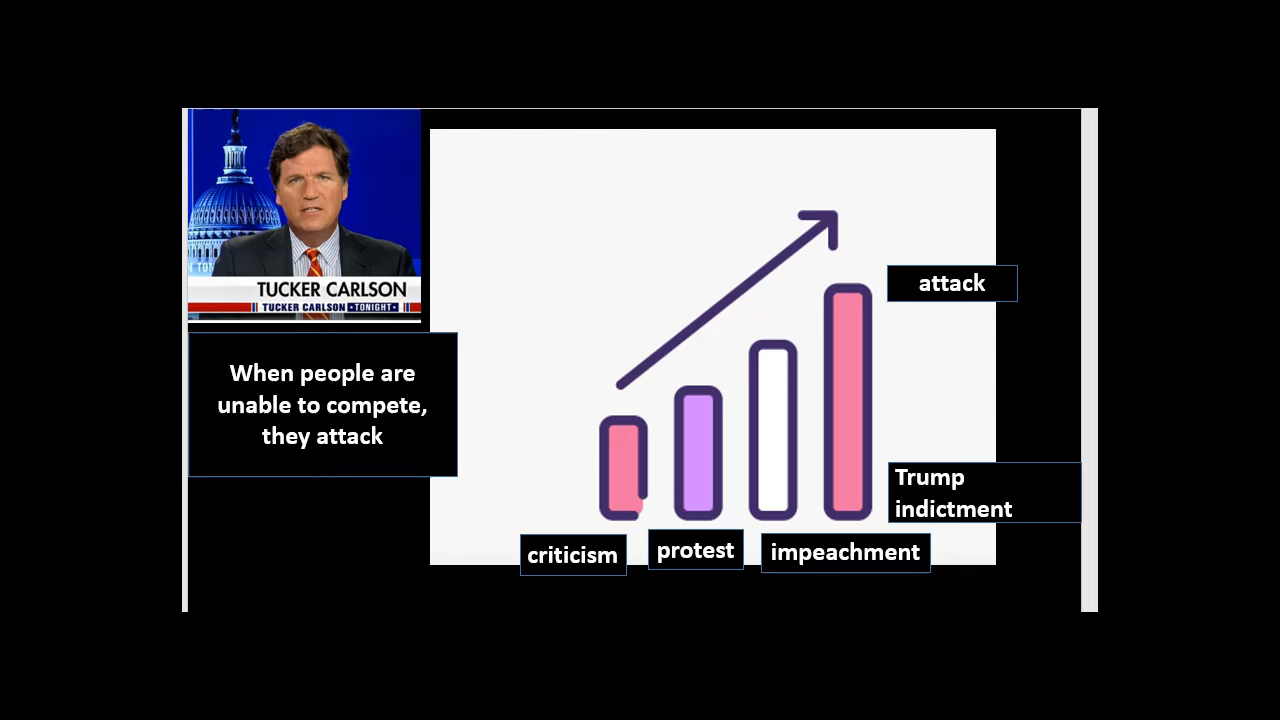 TUCKER CARLSON
TUCKER CARLSON TONIGHT
When people are
unable to compete,
they attack
attack
Trump
indictment
criticism
protest
impeachment